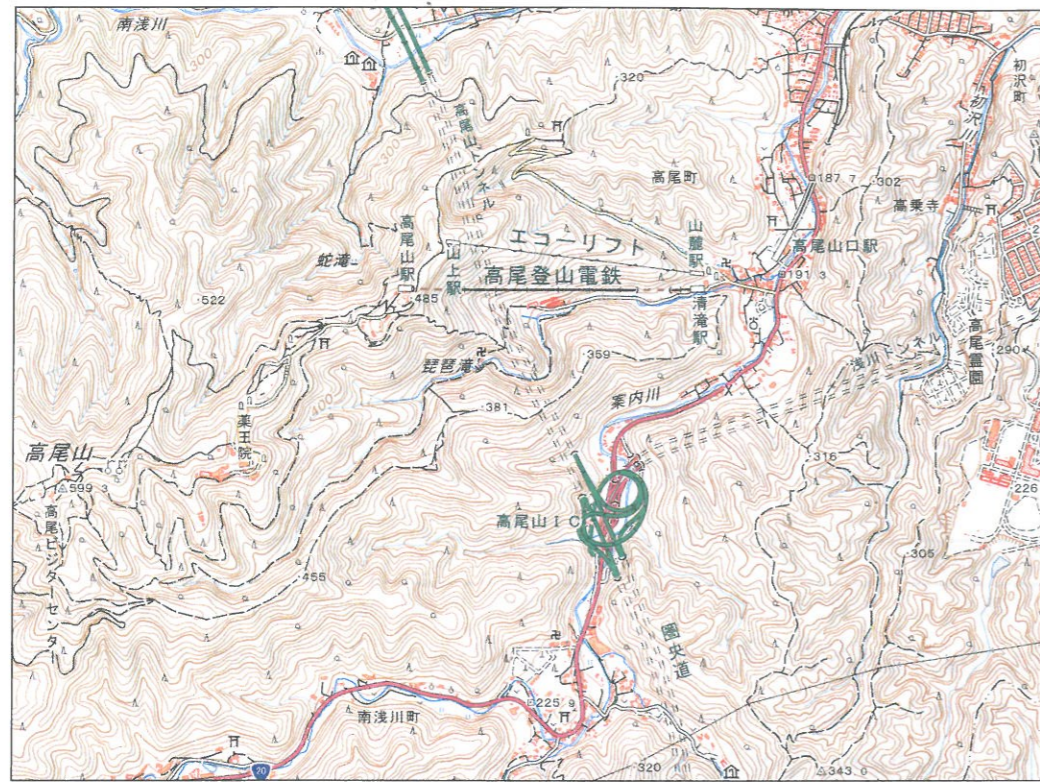 南浅川
300
320
初沢町
初沢川
高尾山トンネル
300
高尾町
187.7
302
高乗寺
高尾山口駅
エコーリフト
山麓駅
高尾山駅
山上駅
蛇滝
高尾登山電鉄
191.3
485
清滝駅
522
琵琶滝
359
浅川トンネル
290
高尾霊園
400
381
案内川
薬王院
高尾山
316
599.3
226
高尾山IC
高尾ビジターセンター
305
455
圏央道
225.9
南浅川町
20
320
343.0